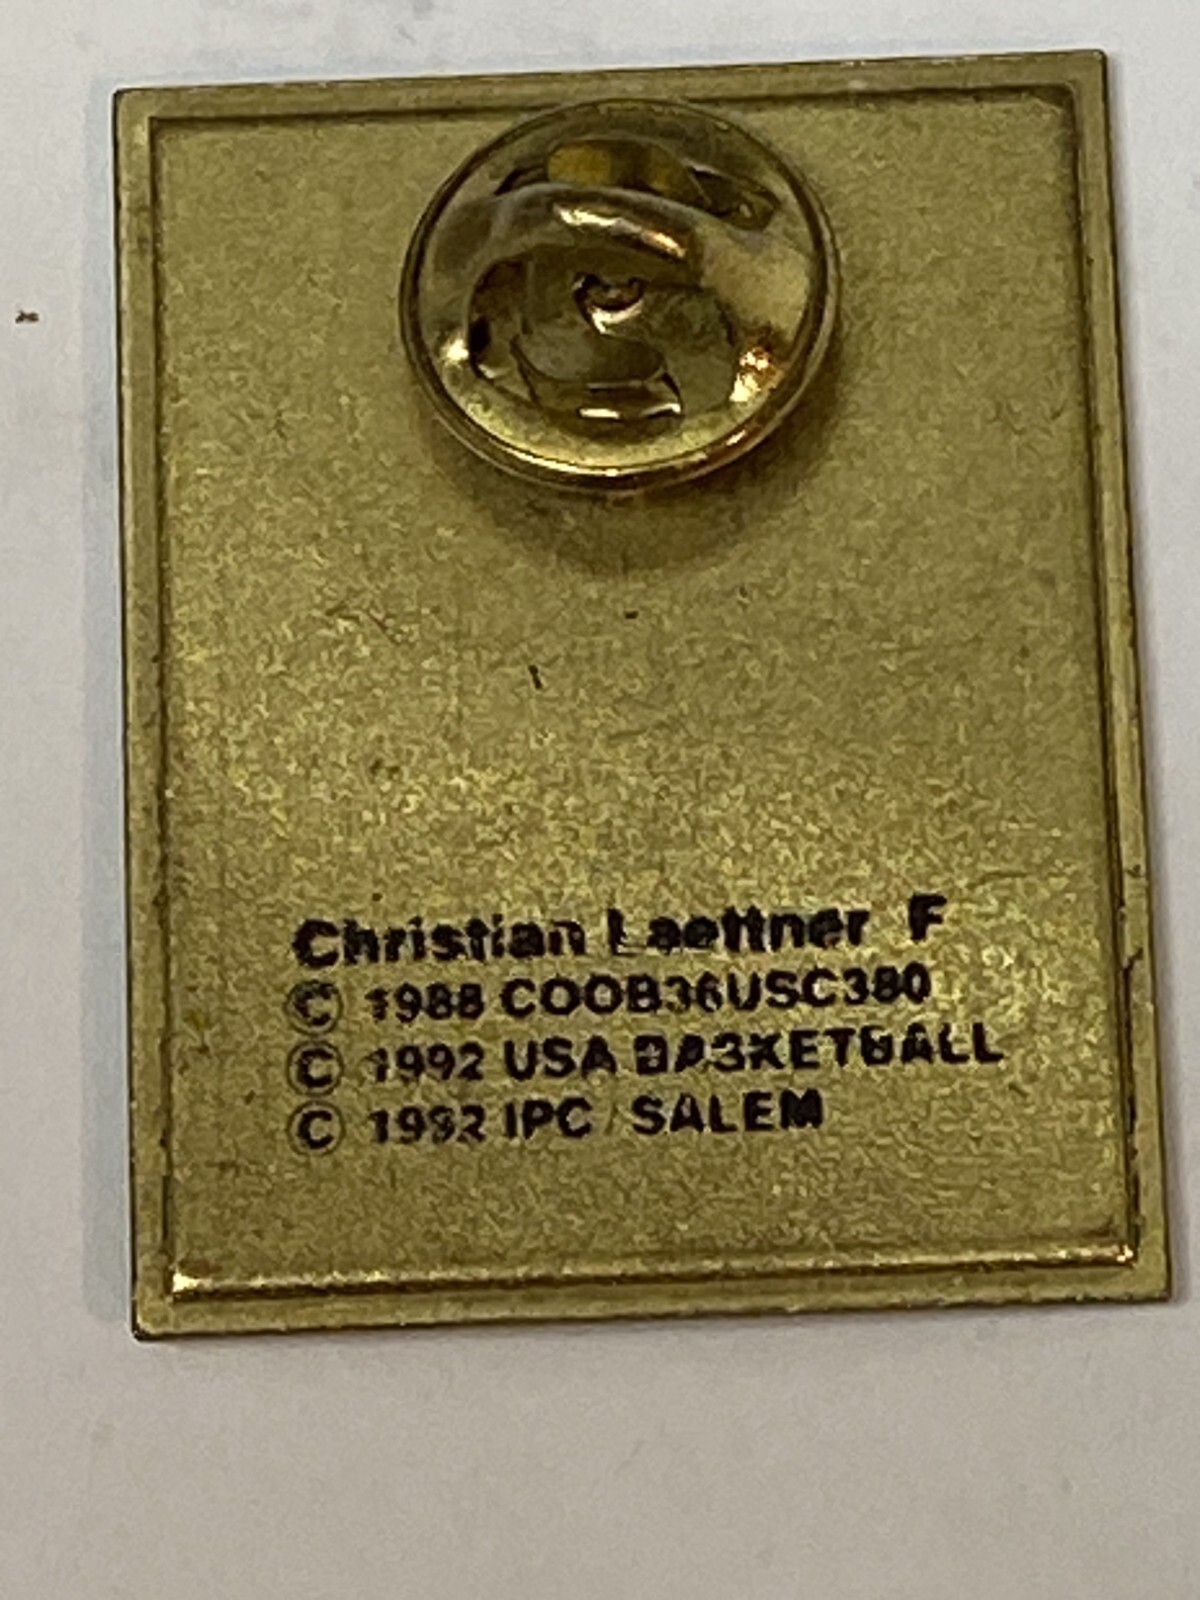 Christian Laettner F
© 1988 COOB36USC380
© 1992 USA BASKETBALL
© 1992 IPC / SALEM